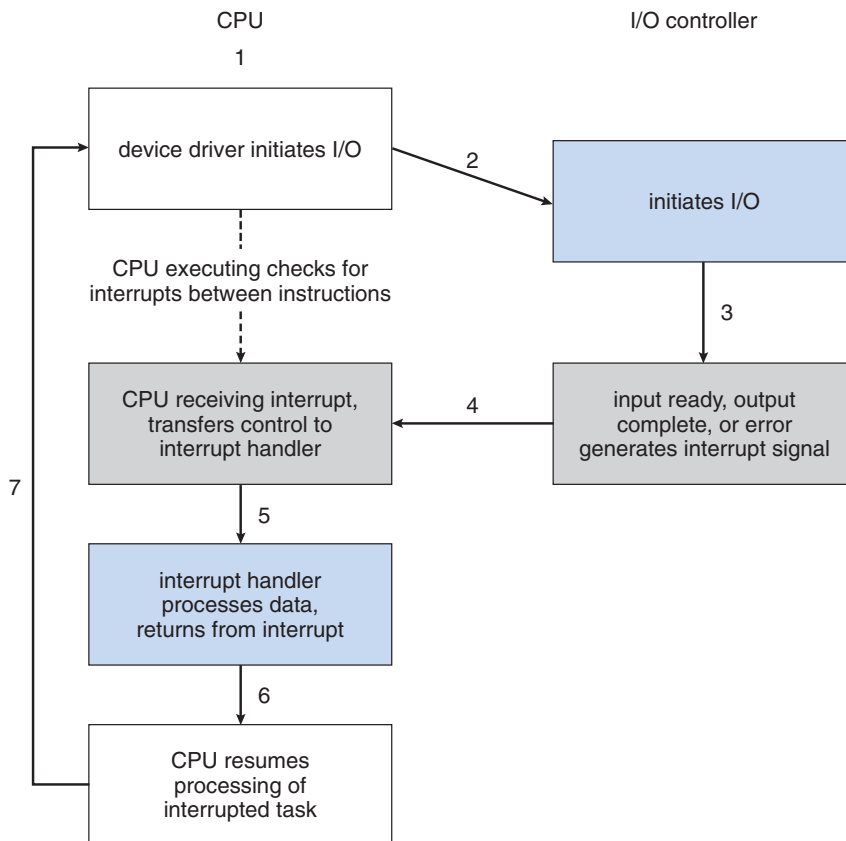 CPU
I/O controller
1
device driver initiates I/O
2
initiates I/O
CPU executing checks for
interrupts between instructions
3
CPU receiving interrupt,
transfers control to
interrupt handler
4
input ready, output
complete, or error
generates interrupt signal
7
5
interrupt handler
processes data,
returns from interrupt
6
CPU resumes
processing of
interrupted task